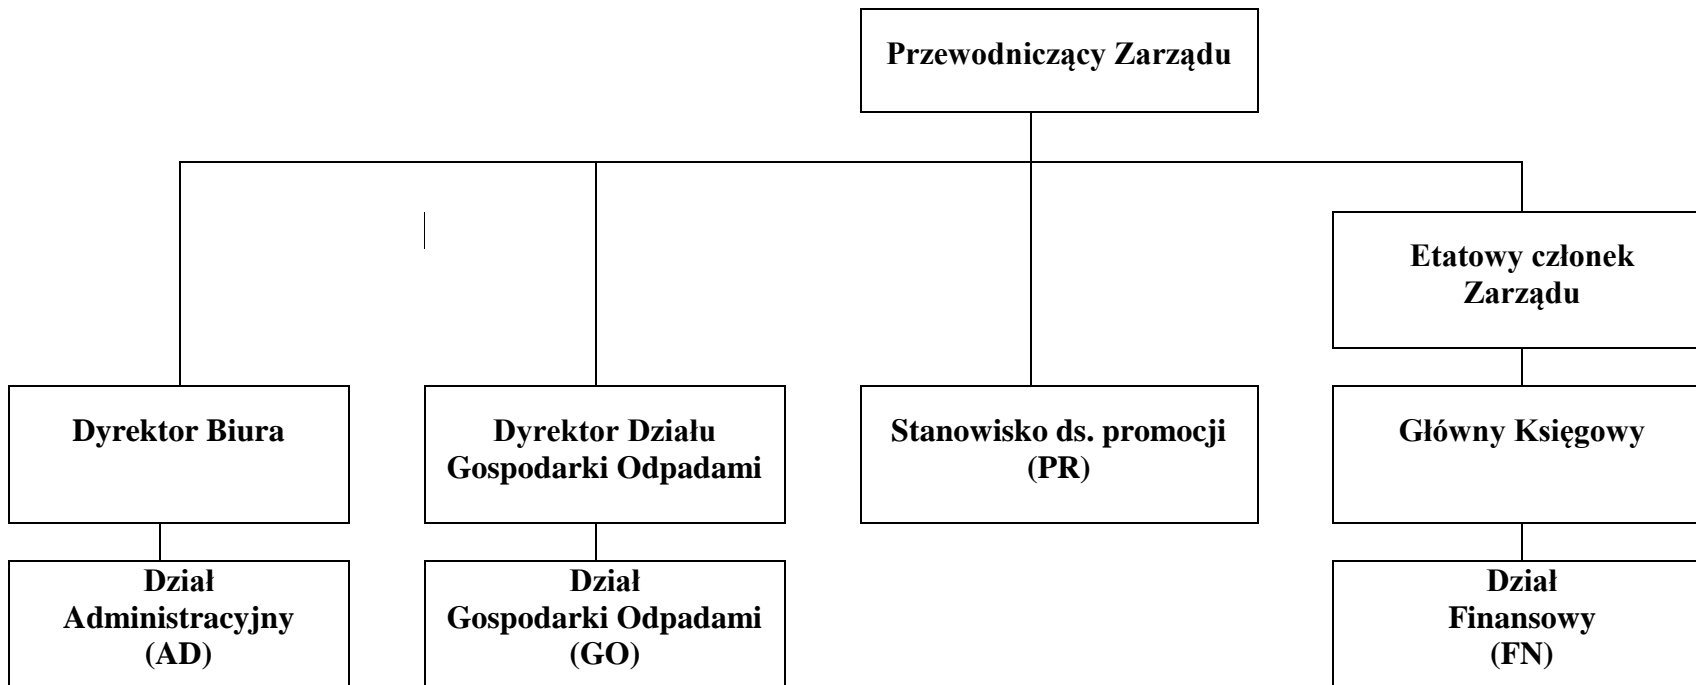 Przewodniczący Zarządu
Etatowy członek
Zarządu
Dyrektor Biura
Dyrektor Działu
Gospodarki Odpadami
Stanowisko ds. promocji
(PR)
Główny Księgowy
Dział
Administracyjny
(AD)
Dział
Gospodarki Odpadami
(GO)
Dział
Finansowy
(FN)